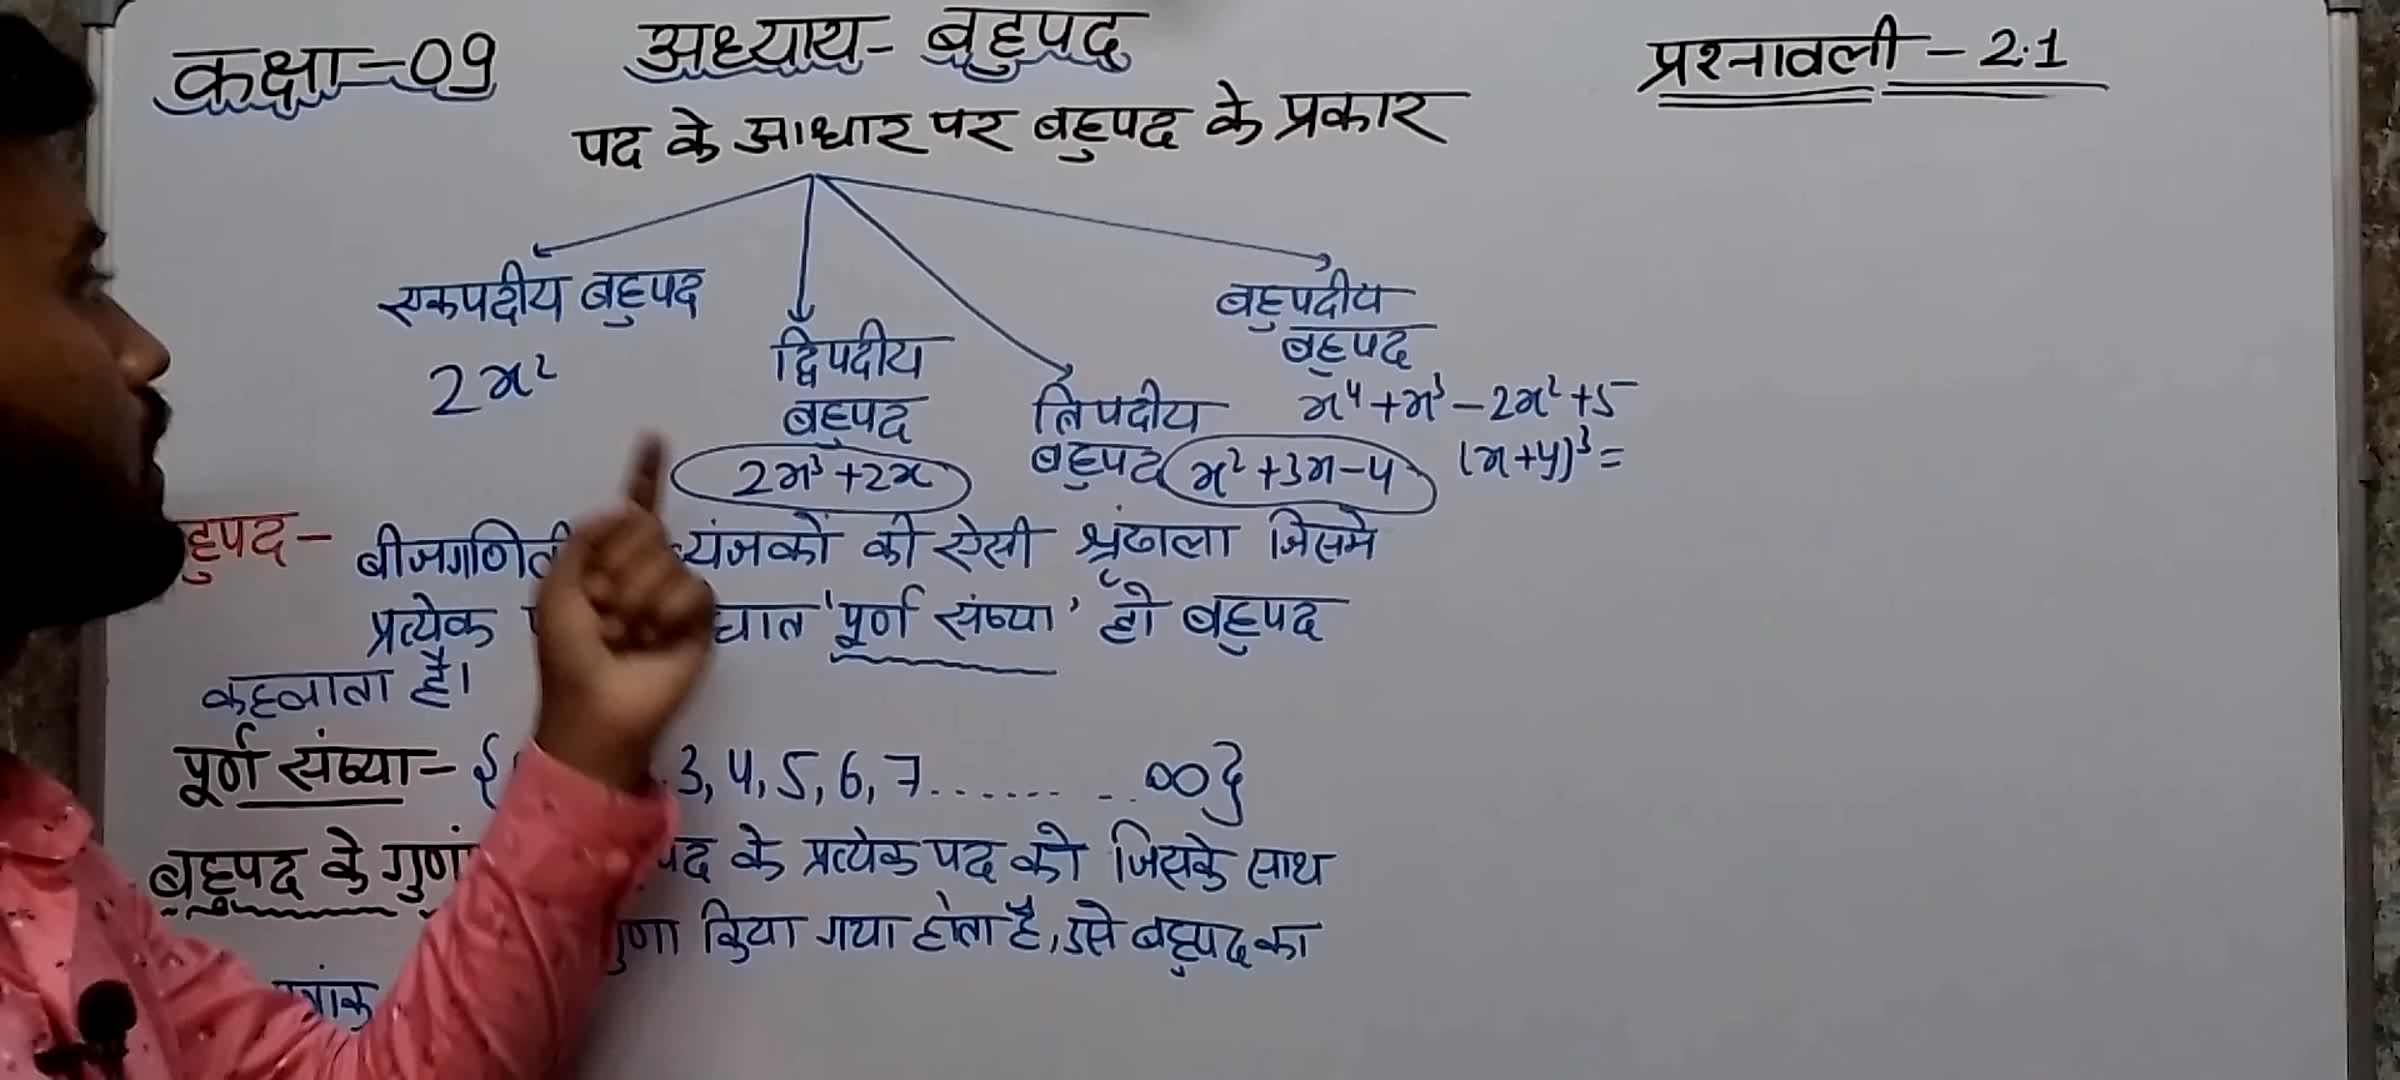 कक्षा-09
अध्याय- बहुपद
प्रश्नावली - 2.1
पद के आधार पर बहुपद के प्रकार
एकपदीय बहुपद
2x²
द्विपदीय
बहुपद
2x³+2x
त्रिपदीय
बहुपद x²+3x-4
बहुपदीय
बहुपद
x⁴+x³-2x²+5
(x+y)³=
हुपद- बीजगणिती यंजकों की ऐसी श्रृंखला जिसमे
प्रत्येक घात 'पूर्ण संख्या' हो बहुपद
कहलाता है।
पूर्ण संख्या- { 3, 4, 5, 6, 7.........∞}
बहुपद के गुणां पद के प्रत्येक पद को जिसके साथ
गुणा किया गया होता है, उसे बहुपद का